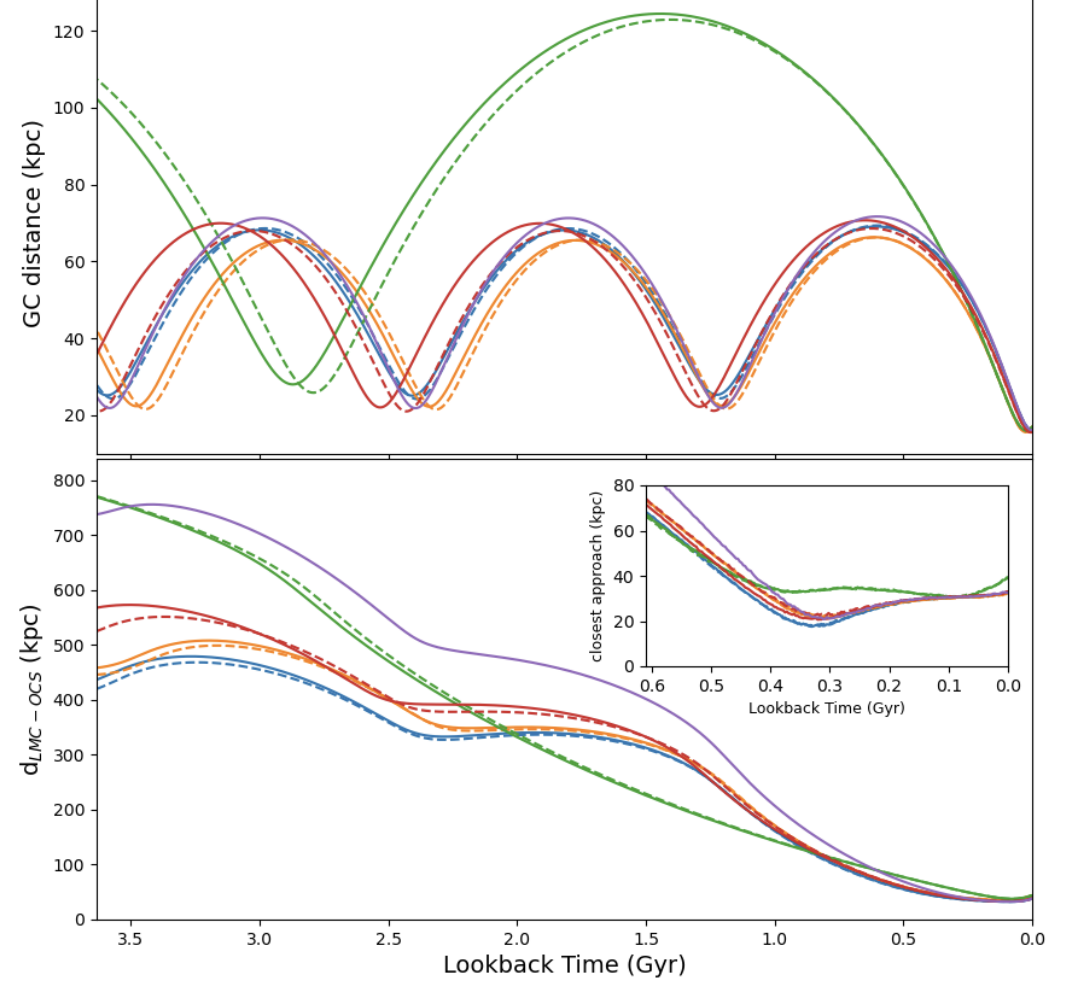 GC distance (kpc)
120
100
80
60
40
20
d_LMC-OCS (kpc)
800
700
600
500
400
300
200
100
0
closest approach (kpc)
80
60
40
20
0
0.6 0.5 0.4 0.3 0.2 0.1 0.0
Lookback Time (Gyr)
3.5 3.0 2.5 2.0 1.5 1.0 0.5 0.0
Lookback Time (Gyr)